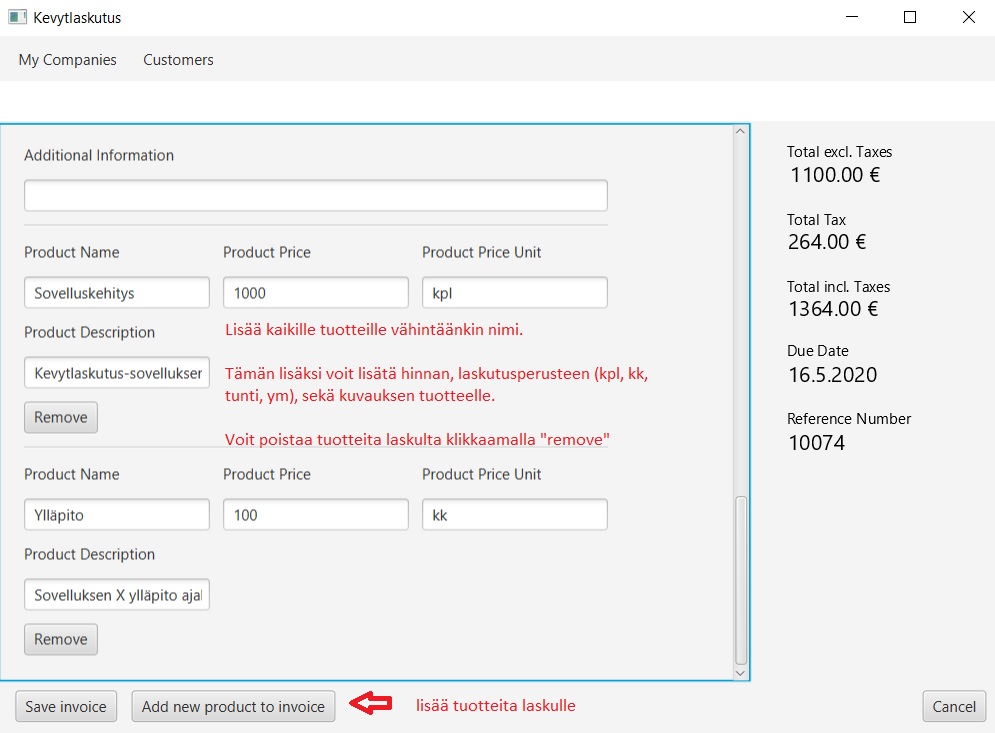 Kevytlaskutus
My Companies Customers
Additional Information
Product Name Product Price Product Price Unit
Sovelluskehitys 1000 kpl
Product Description
Lisää kaikille tuotteille vähintäänkin nimi.
Kevytlaskutus-sovelluksen
Tämän lisäksi voit lisätä hinnan, laskutusperusteen (kpl, kk,
tunti, ym), sekä kuvauksen tuotteelle.
Remove
Voit poistaa tuotteita laskulta klikkaamalla "remove"
Product Name Product Price Product Price Unit
Ylläpito 100 kk
Product Description
Sovelluksen X ylläpito aja
Remove
Total excl. Taxes
1100.00 €
Total Tax
264.00 €
Total incl. Taxes
1364.00 €
Due Date
16.5.2020
Reference Number
10074
Save invoice Add new product to invoice lisää tuotteita laskulle Cancel